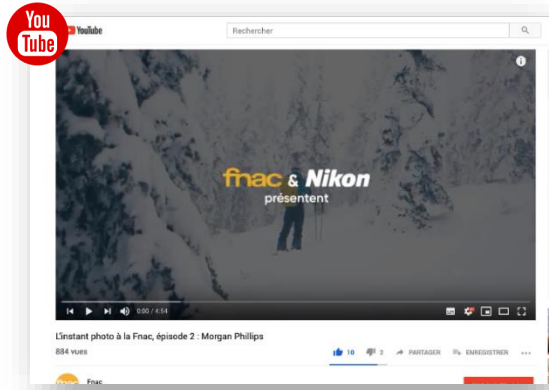 You
Tube
YouTube
Rechercher
fnac & Nikon
présentent
0:00 / 4:54
L'instant photo à la Fnac, épisode 2 : Morgan Phillips
884 vues
10 2 PARTAGER ENREGISTRER
Fnac